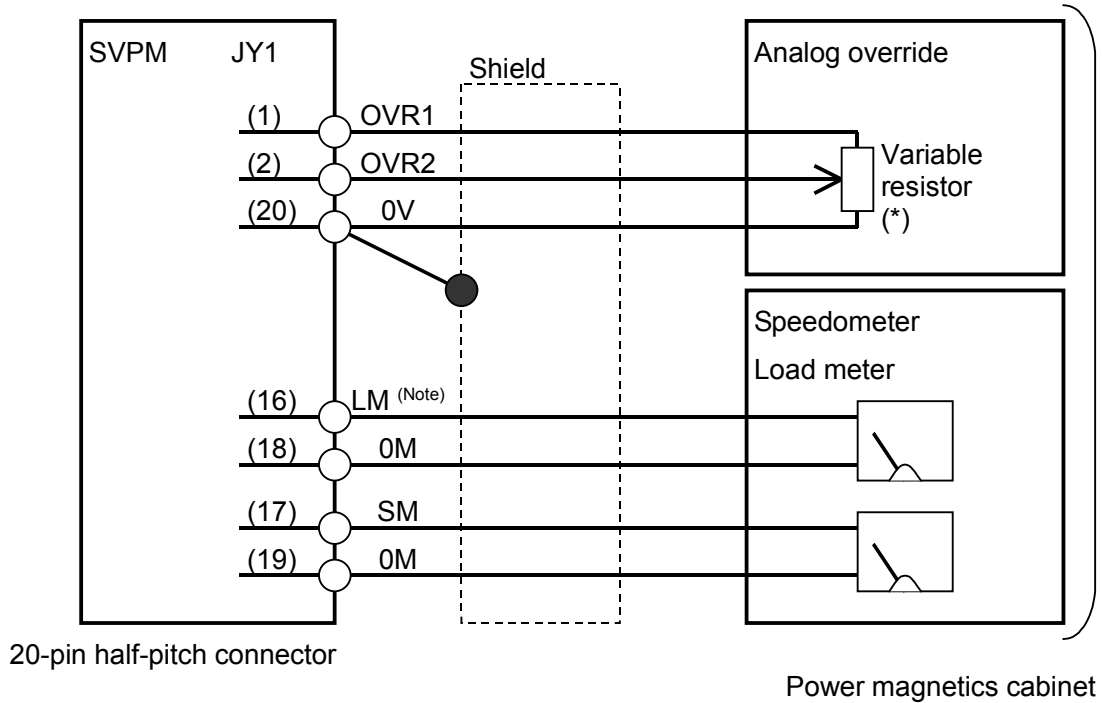 SVPM JY1
Shield
Analog override
(1) OVR1
(2) OVR2
(20) 0V
Variable
resistor
(*)
Speedometer
Load meter
(16) LM (Note)
(18) 0M
(17) SM
(19) 0M
20-pin half-pitch connector
Power magnetics cabinet